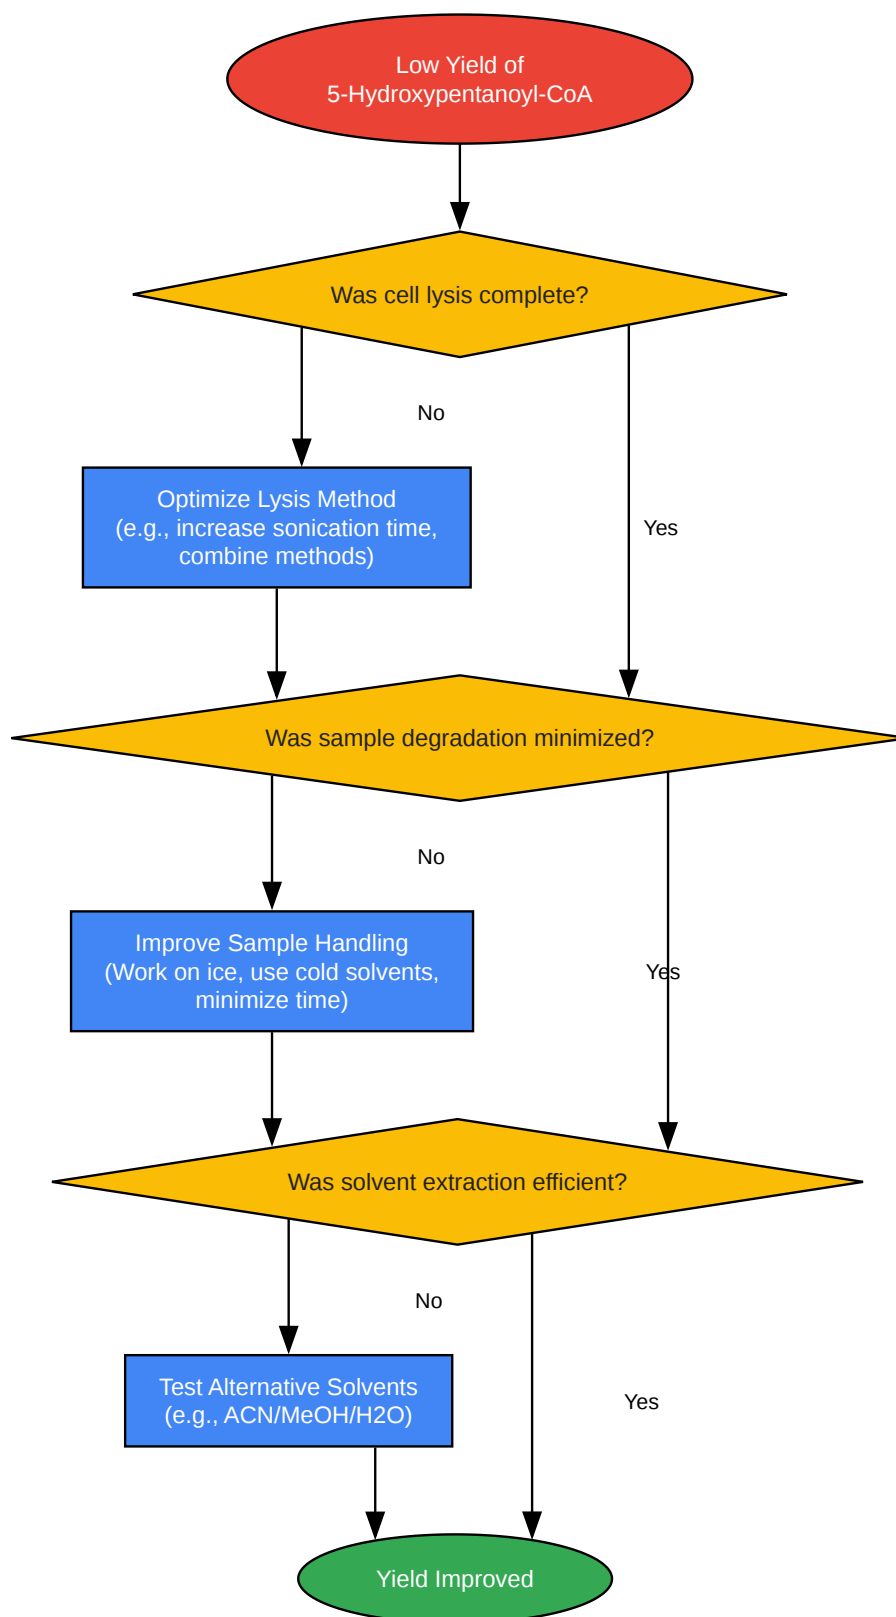 Low Yield of
5-Hydroxypentanoyl-CoA
Was cell lysis complete?
No
Optimize Lysis Method
(e.g., increase sonication time,
combine methods)
Yes
Was sample degradation minimized?
No
Improve Sample Handling
(Work on ice, use cold solvents,
minimize time)
Yes
Was solvent extraction efficient?
No
Test Alternative Solvents
(e.g., ACN/MeOH/H2O)
Yes
Yield Improved